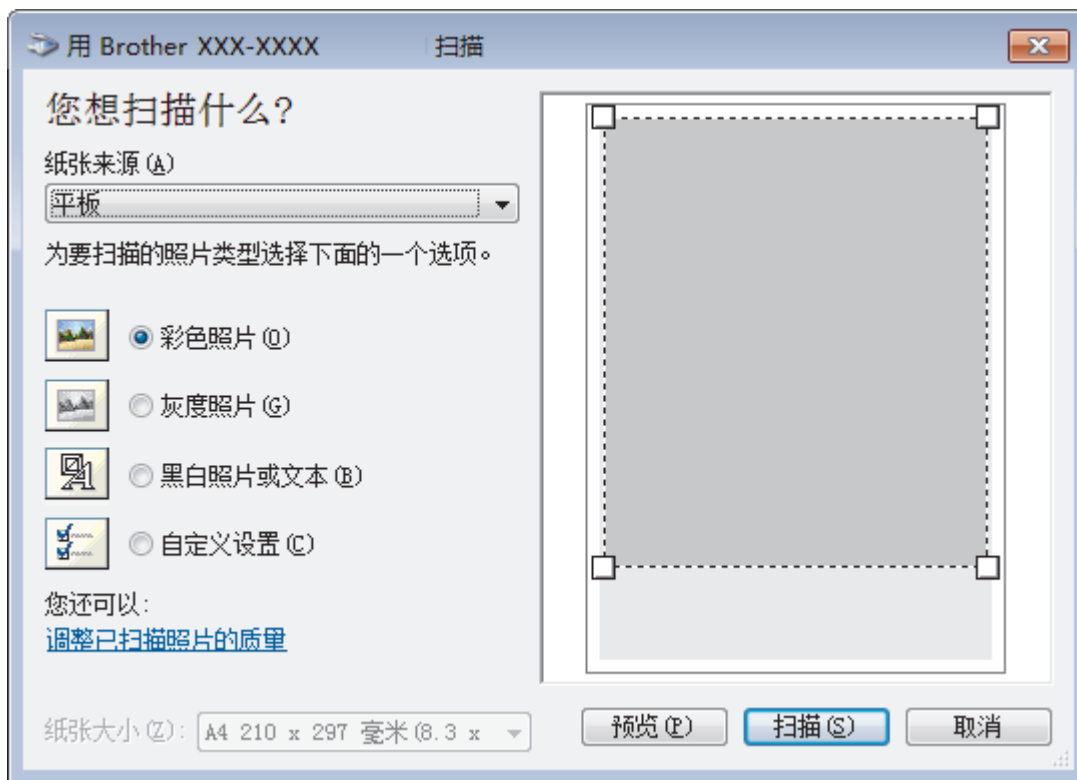 用 Brother XXX-XXXX 扫描
您想扫描什么?
纸张来源(A)
平板
为要扫描的照片类型选择下面的一个选项。
彩色照片(O)
灰度照片(G)
黑白照片或文本(B)
自定义设置(C)
您还可以:
调整已扫描照片的质量
纸张大小(Z): A4 210 x 297 毫米(8.3 x
预览(P) 扫描(S) 取消